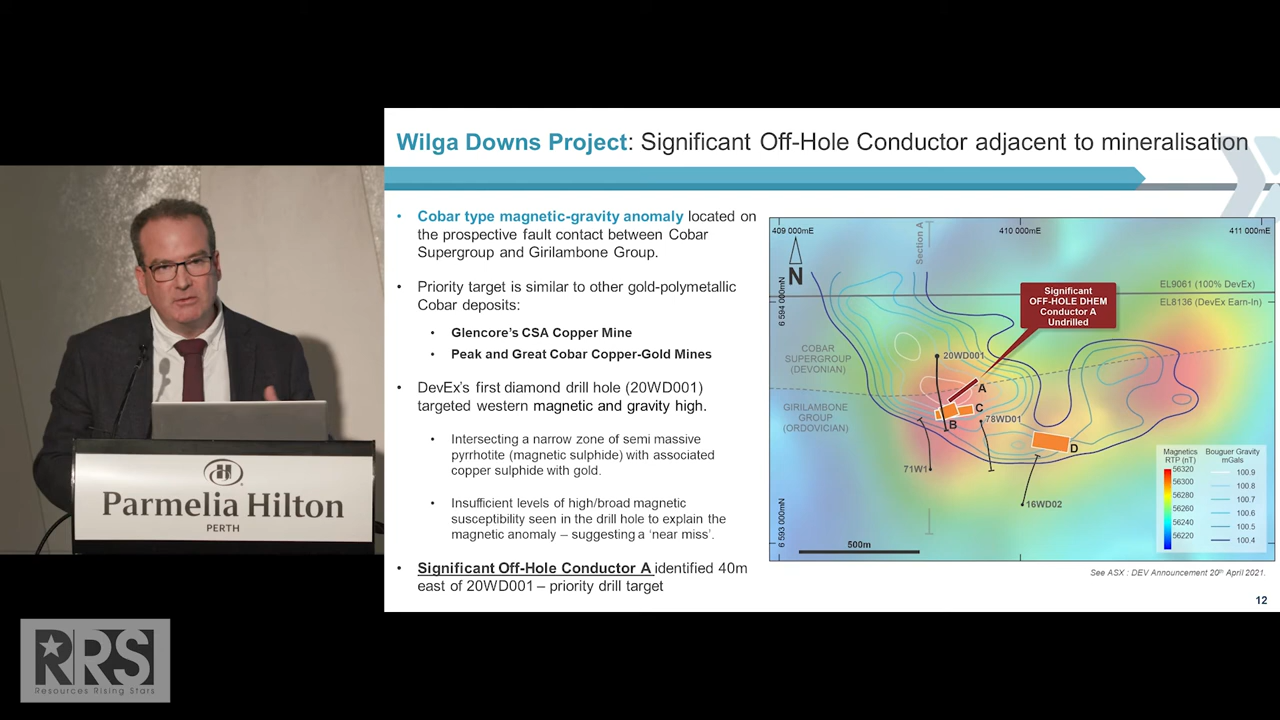 Wilga Downs Project: Significant Off-Hole Conductor adjacent to mineralisation
• Cobar type magnetic-gravity anomaly located on
the prospective fault contact between Cobar
Supergroup and Girilambone Group.
• Priority target is similar to other gold-polymetallic
Cobar deposits:
• Glencore's CSA Copper Mine
• Peak and Great Cobar Copper-Gold Mines
• DevEx's first diamond drill hole (20WD001)
targeted western magnetic and gravity high.
• Intersecting a narrow zone of semi massive
pyrrhotite (magnetic sulphide) with associated
copper sulphide with gold.
• Insufficient levels of high/broad magnetic
susceptibility seen in the drill hole to explain the
magnetic anomaly – suggesting a 'near miss'.
• Significant Off-Hole Conductor A identified 40m
east of 20WD001 – priority drill target
409 000mE
Section A
410 000mE
411 000mE
N
6 594 000mN
EL9061 (100% DevEx)
EL8136 (DevEx Earn-In)
Significant
OFF-HOLE DHEM
Conductor A
Undrilled
COBAR
SUPERGROUP
(DEVONIAN)
20WD001
A
GIRILAMBONE
GROUP
(ORDOVICIAN)
C
B
78WD01
D
71W1
16WD02
6 593 000mN
500m
Magnetics
RTP (nT)
56320
56300
56280
56260
56240
56220
Bouguer Gravity
mGals
100.9
100.8
100.7
100.6
100.5
100.4
See ASX : DEV Announcement 20th April 2021.
12
H
Parmelia Hilton
PERTH
RRS
Resources Rising Stars